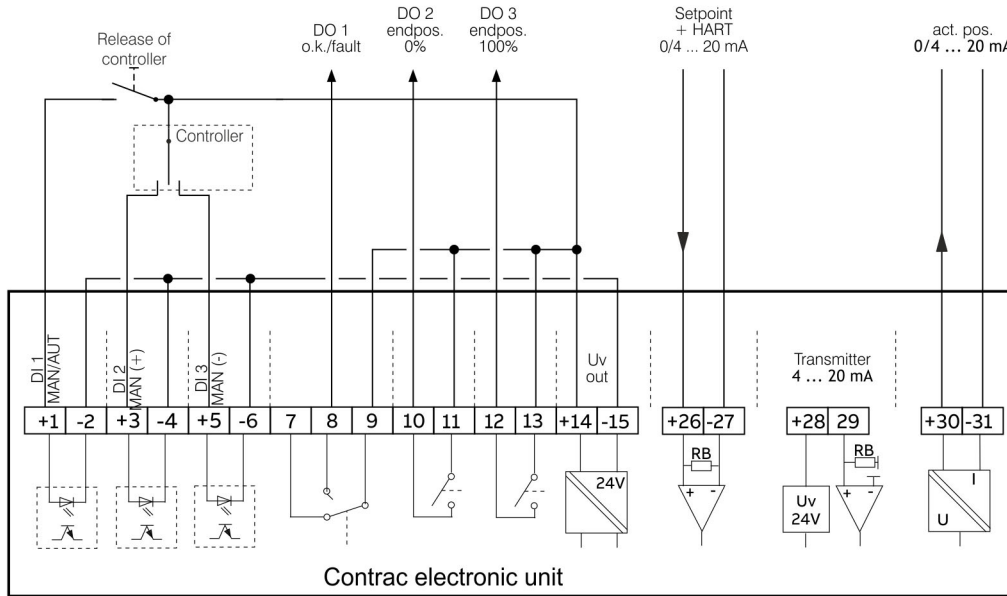 DO 1
o.k./fault
DO 2
endpos.
0%
DO 3
endpos.
100%
Setpoint
+ HART
0/4 ... 20 mA
act. pos.
0/4 ... 20 mA
Release of
controller
Controller
DI 1
MAN/AUT
DI 2
MAN (+)
DI 3
MAN (-)
Uv
out
Transmitter
4 ... 20 mA
+1 -2 +3 -4 +5 -6 7 8 9 10 11 12 13 +14 -15 +26 -27 +28 29 +30 -31
RB
+ -
24V
Uv
24V
RB
+ -
I
U
Contrac electronic unit